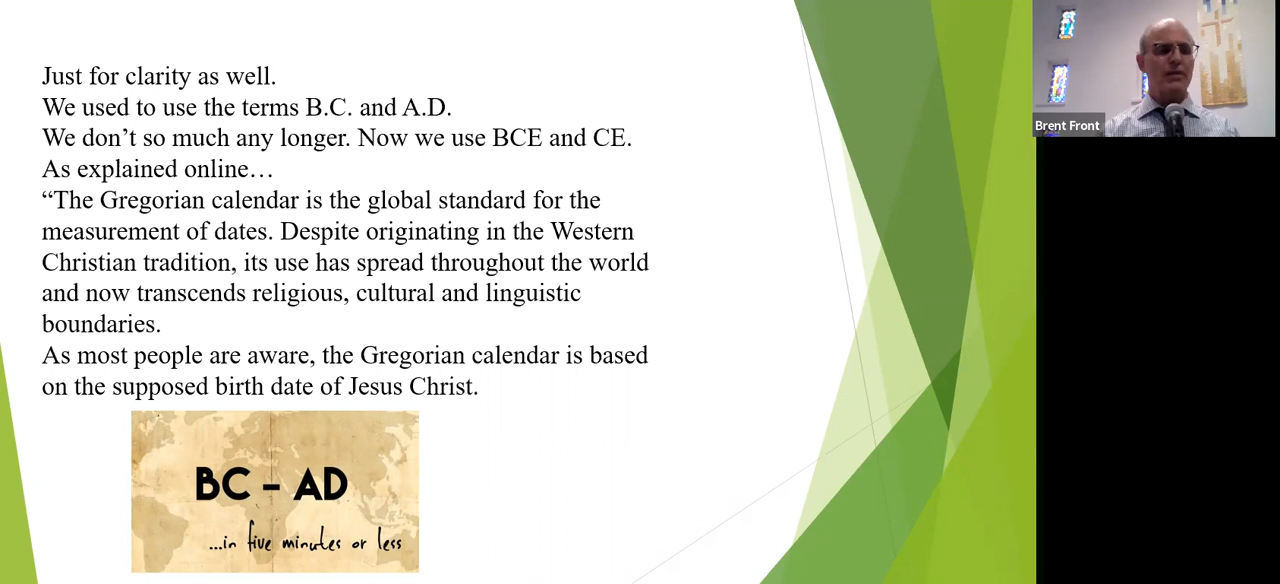 Just for clarity as well.
We used to use the terms B.C. and A.D.
We don’t so much any longer. Now we use BCE and CE.
As explained online…
“The Gregorian calendar is the global standard for the
measurement of dates. Despite originating in the Western
Christian tradition, its use has spread throughout the world
and now transcends religious, cultural and linguistic
boundaries.
As most people are aware, the Gregorian calendar is based
on the supposed birth date of Jesus Christ.
BC – AD
...in five minutes or less
Brent Front